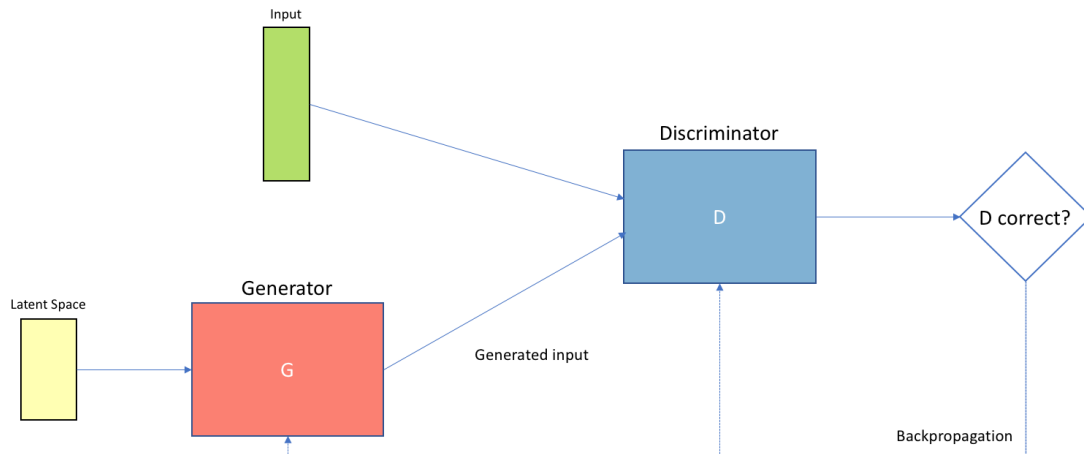 Input
Discriminator
D
D correct?
Generator
Latent Space
G
Generated input
Backpropagation